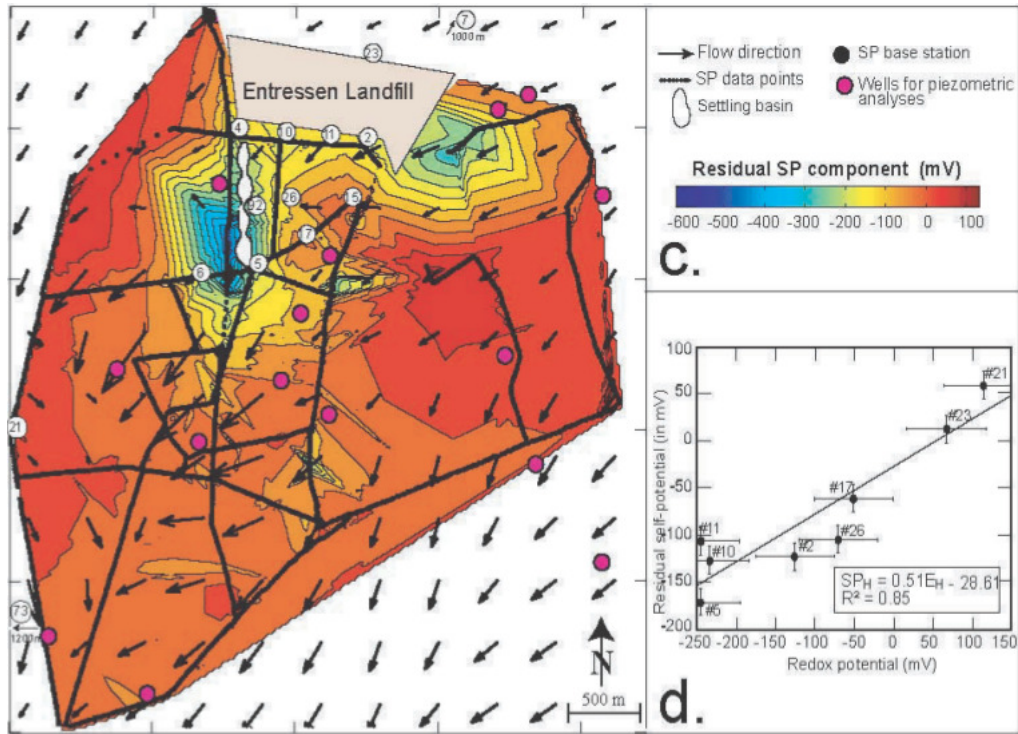 7
1000 m
23
Entressen Landfill
4
10
11
2
92
26
15
7
6
5
21
73
1200m
N
500 m
Flow direction
SP data points
Settling basin
SP base station
Wells for piezometric
analyses
Residual SP component (mV)
-600 -500 -400 -300 -200 -100 0 100
c.
Residual self-potential (in mV)
100
50
0
-50
-100
-150
-200
#21
#23
#17
#11
#26
#10
#2
#5
SPH = 0.51EH - 28.61
R² = 0.85
-250 -200 -150 -100 -50 0 50 100 150
Redox potential (mV)
d.